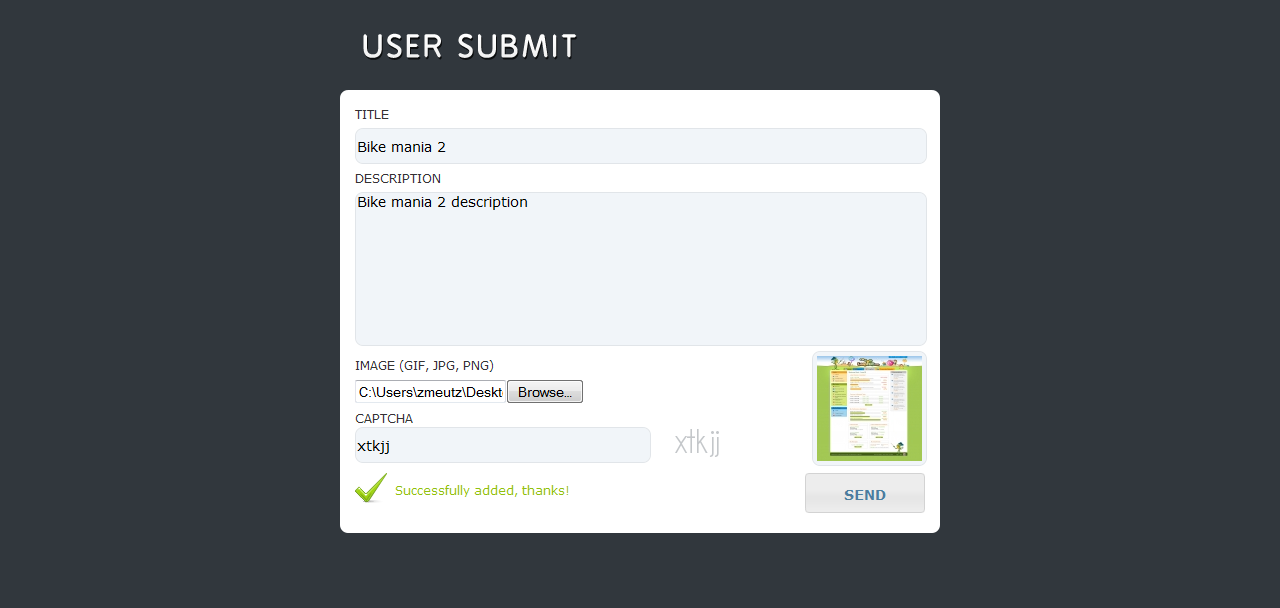 USER SUBMIT
TITLE
Bike mania 2
DESCRIPTION
Bike mania 2 description
IMAGE (GIF, JPG, PNG)
C:\Users\zmeutz\Deskt Browse...
CAPTCHA
xtkjj xtkjj
Successfully added, thanks! SEND